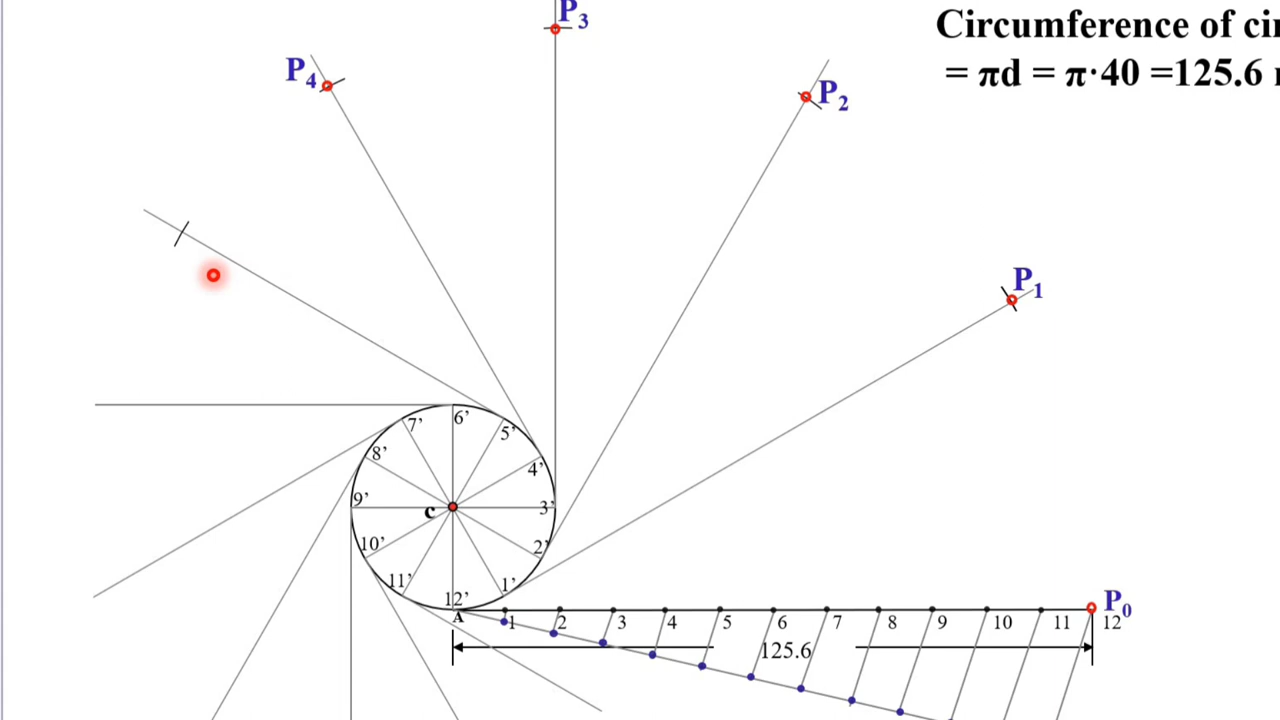 Circumference of cir
= πd = π·40 =125.6
P3
P4
P2
P1
6’
7’
5’
8’
4’
9’
3’
c
10’
2’
11’
1’
12’
P0
A
1 2 3 4 5 6 7 8 9 10 11 12
125.6